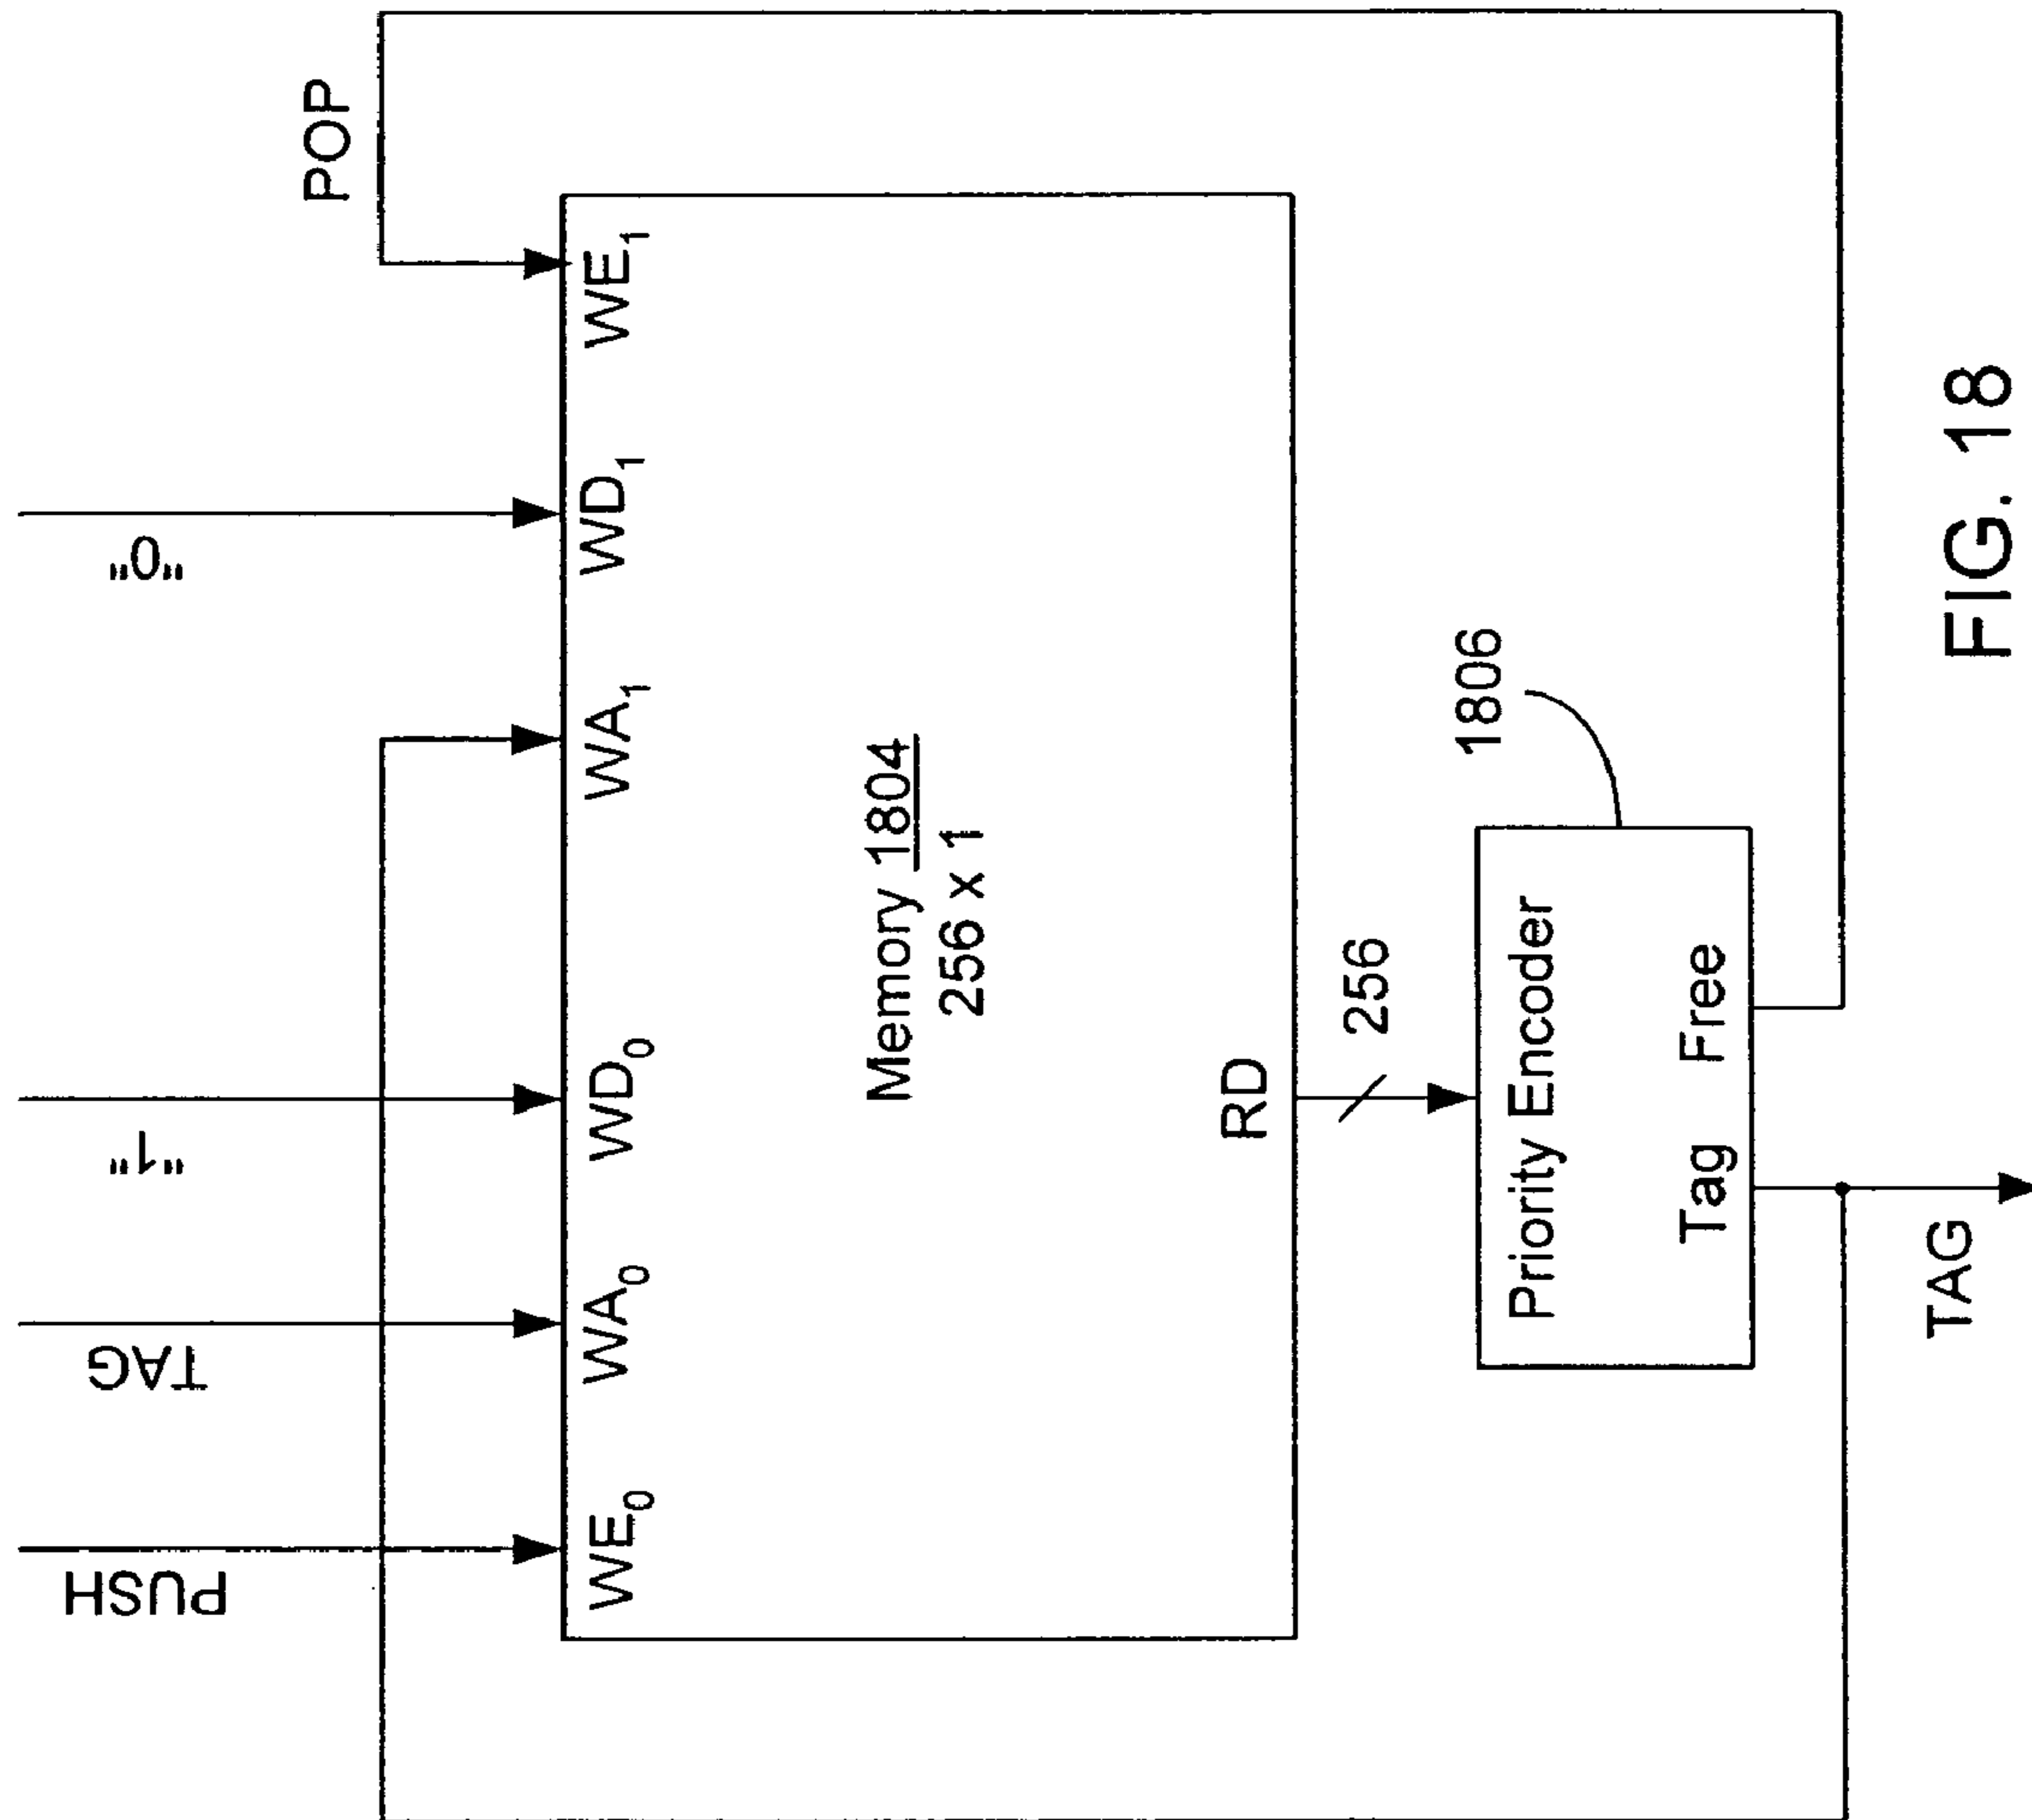 PUSH
TAG
"1"
"0"
POP
WE₀
WA₀
WD₀
WA₁
WD₁
WE₁
Memory 1804
256 x 1
RD
256
1806
Priority Encoder
Tag
Free
TAG
FIG. 18